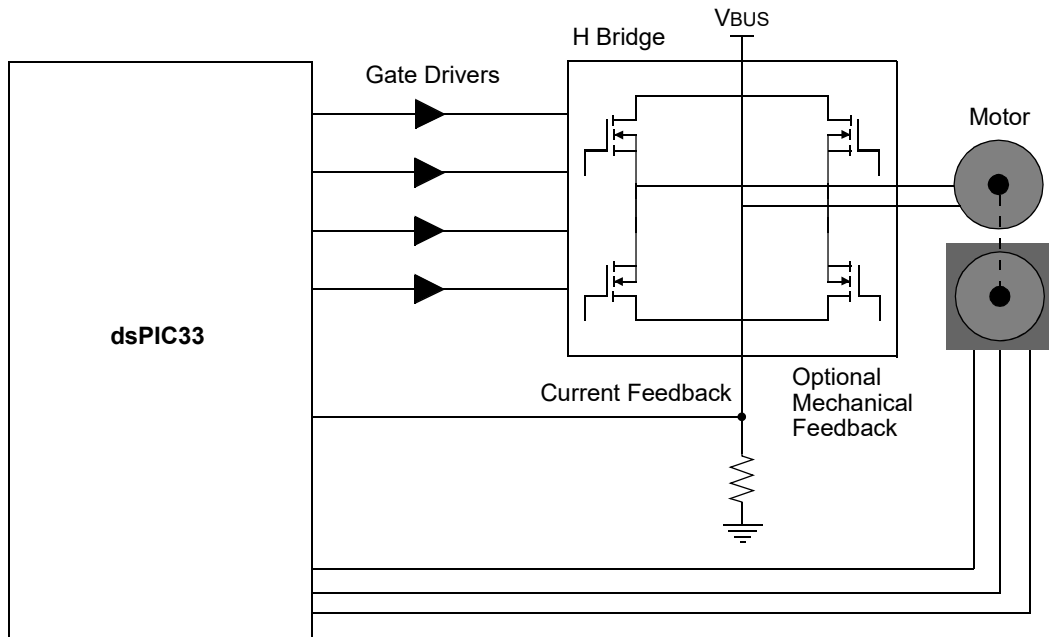 VBUS
H Bridge
Gate Drivers
Motor
dsPIC33
Current Feedback
Optional
Mechanical
Feedback